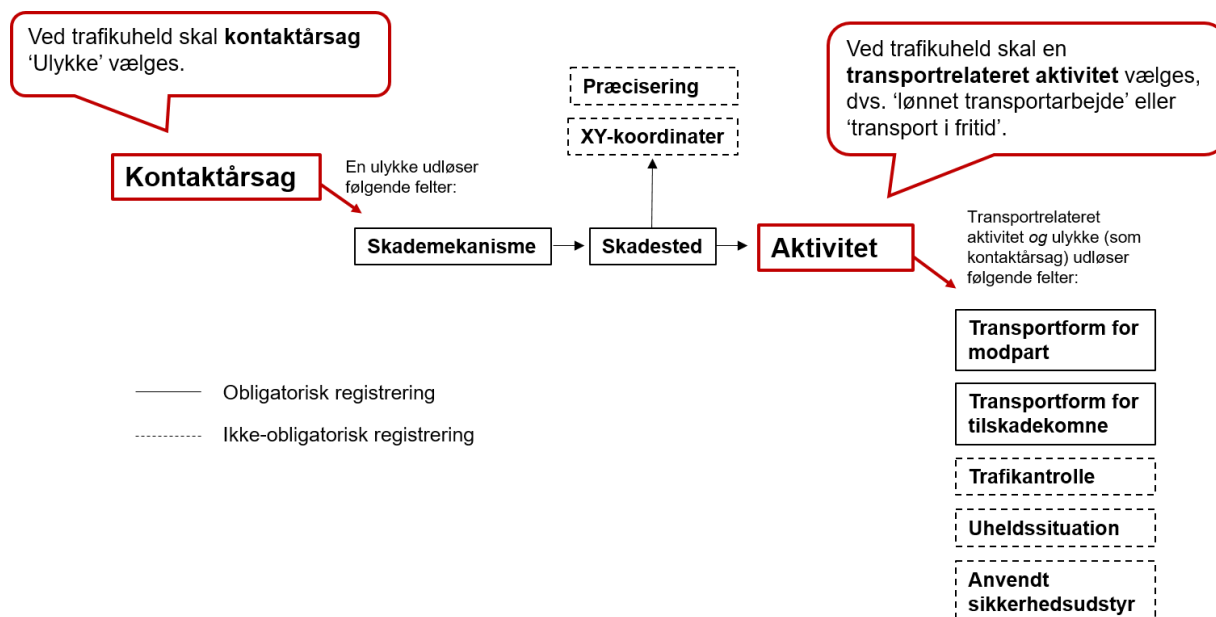 Ved trafikuheld skal kontaktårsag
‘Ulykke’ vælges.
Ved trafikuheld skal en
transportrelateret aktivitet vælges,
dvs. ‘lønnet transportarbejde’ eller
‘transport i fritid’.
Præcisering
XY-koordinater
Kontaktårsag
En ulykke udløser
følgende felter:
Skademekanisme
Skadested
Aktivitet
Transportrelateret
aktivitet og ulykke (som
kontaktårsag) udløser
følgende felter:
Transportform for
modpart
Transportform for
tilskadekomne
Trafikantrolle
Uheldssituation
Anvendt
sikkerhedsudstyr
Obligatorisk registrering
Ikke-obligatorisk registrering